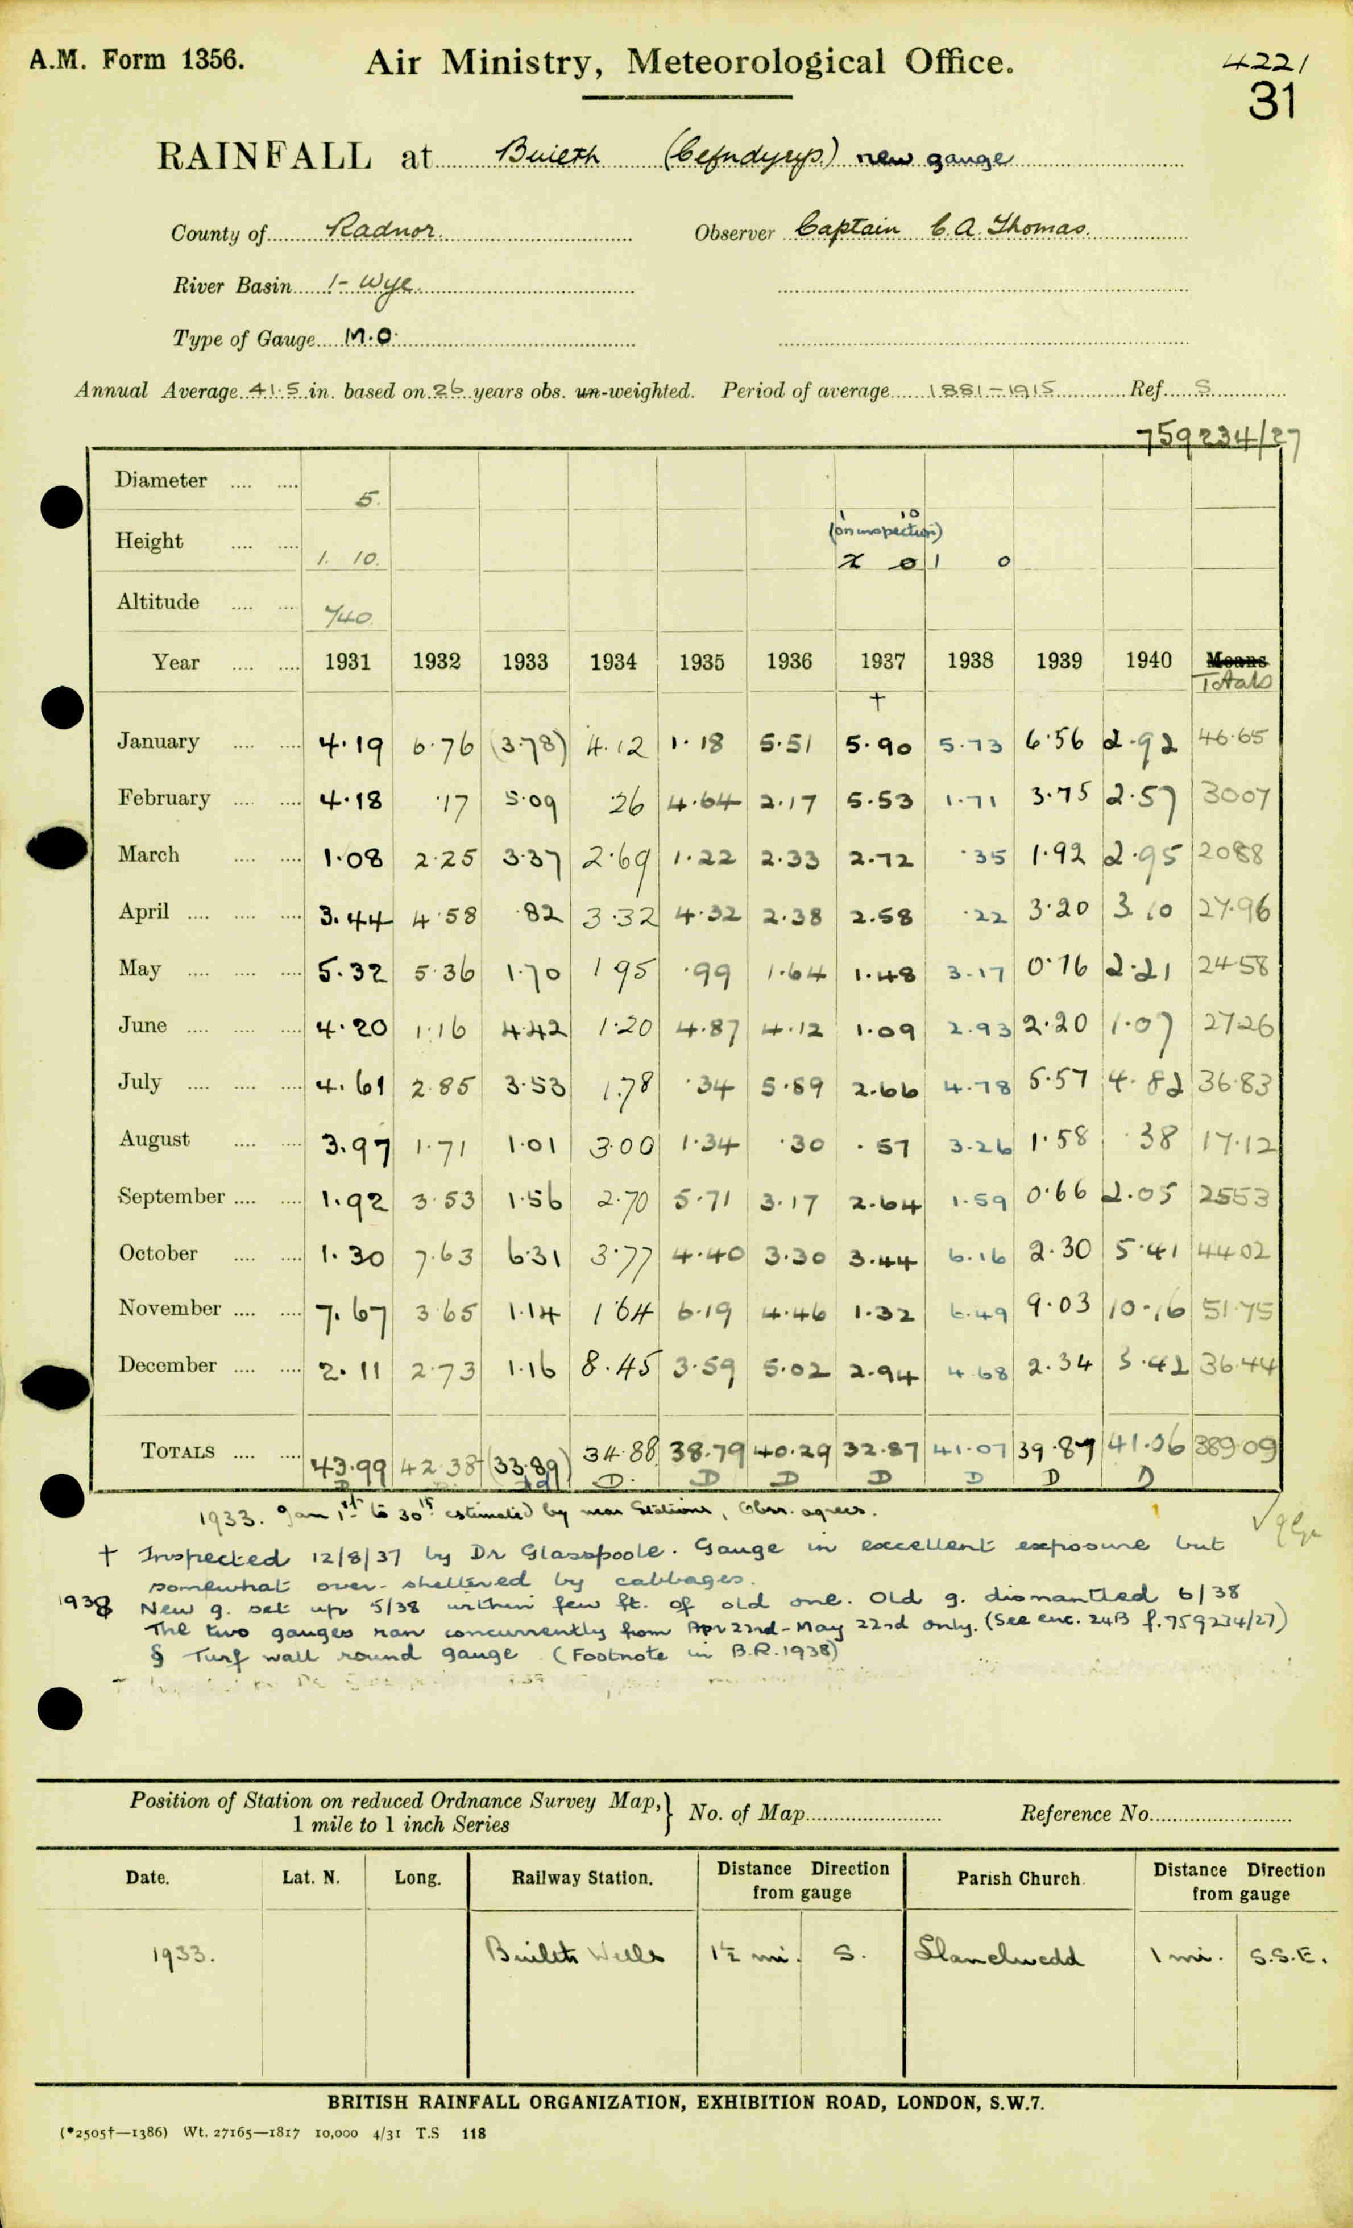 A.M. Form 1356. Air Ministry, Meteorological Office. 4221
31
RAINFALL at Builth (Cefndyrys) new gauge
County of Radnor. Observer Captain C. A. Thomas.
River Basin 1- Wye
Type of Gauge M.O.
Annual Average 41.5 in. based on 26 years obs. un-weighted. Period of average 1881-1915 Ref. S
759234/27
Diameter 5.
Height 1. 10. 1 10 (on inspection) 1 0
Altitude 740.
Year 1931 1932 1933 1934 1935 1936 1937 1938 1939 1940 Means Totals
†
January 4.19 6.76 (3.78) 4.12 1.18 5.51 5.90 5.73 6.56 2.92 46.65
February 4.18 .17 5.09 .26 4.64 2.17 5.53 1.71 3.75 2.57 3007
March 1.08 2.25 3.37 2.69 1.22 2.33 2.72 .35 1.92 2.95 2088
April 3.44 4.58 .82 3.32 4.32 2.38 2.58 .22 3.20 3.10 27.96
May 5.32 5.36 1.70 1 95 .99 1.64 1.48 3.17 0.76 2.21 24.58
June 4.20 1.16 4.42 1.20 4.87 4.12 1.09 2.93 2.20 1.07 27.26
July 4.61 2.85 3.53 1.78 .34 5.89 2.66 4.78 5.57 4.82 36.83
August 3.97 1.71 1.01 3.00 1.34 .30 .57 3.26 1.58 .38 17.12
September 1.92 3.53 1.56 2.70 5.71 3.17 2.64 1.59 0.66 2.05 2553
October 1.30 7.63 6.31 3.77 4.40 3.30 3.44 6.16 2.30 5.41 44.02
November 7.67 3.65 1.14 1.64 6.19 4.46 1.32 6.49 9.03 10.16 51.75
December 2.11 2.73 1.16 8.45 3.59 5.02 2.94 4.68 2.34 3.42 36.44
TOTALS 43.99 42.38 (33.89) 34.88 38.79 40.29 32.87 41.07 39.87 41.06 389.09
D D D D D D D
1933. Jan 1st to 30th estimated by near Stations, Obsr. agrees.
† Inspected 12/8/37 by Dr Glasspoole. Gauge in excellent exposure but
somewhat over-sheltered by cabbages.
1938 New g. set up 5/38 within few ft. of old one. Old g. dismantled 6/38
The two gauges ran concurrently from Apr 22nd-May 22nd only. (See enc. 24B f.759234/27)
§ Turf wall round gauge (Footnote in B.R.1938)
Position of Station on reduced Ordnance Survey Map, 1 mile to 1 inch Series } No. of Map Reference No.
Date. Lat. N. Long. Railway Station. Distance Direction from gauge Parish Church. Distance Direction from gauge
1933. Builth Wells 1½ mi. S. Llanelwedd 1 mi. S.S.E.
BRITISH RAINFALL ORGANIZATION, EXHIBITION ROAD, LONDON, S.W.7.
(*2505†—1386) Wt. 27165—1817 10,000 4/31 T.S 118